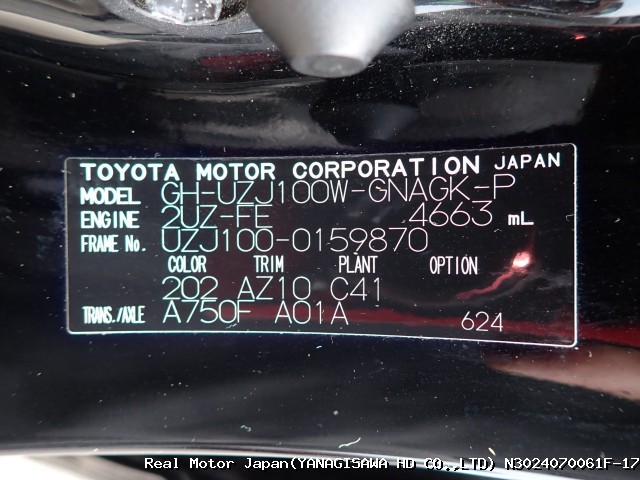 TOYOTA MOTOR CORPORATION JAPAN
MODEL GH-UZJ100W-GNAGK-P
ENGINE 2UZ-FE 4663 mL
FRAME No. UZJ100-0159870
COLOR TRIM PLANT OPTION
202 AZ10 C41
TRANS./AXLE A750F A01A 624
Real Motor Japan(YANAGISAWA HD CO.,LTD) N3024070061F-17